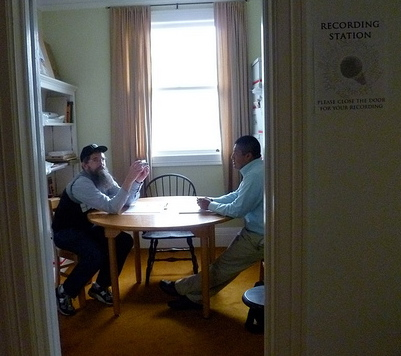 RECORDING
STATION
PLEASE CLOSE THE DOOR
FOR YOUR RECORDING